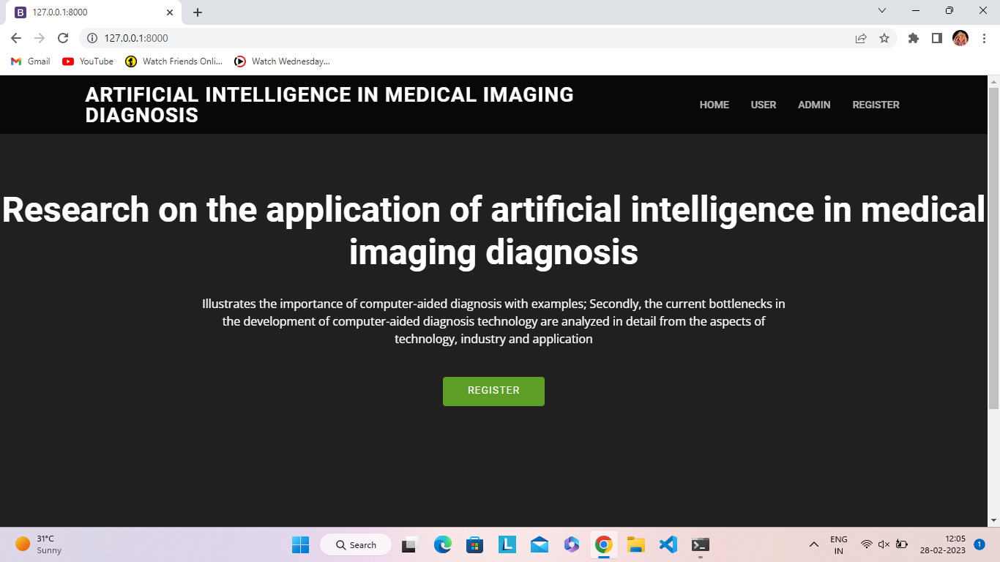 127.0.0.1:8000
127.0.0.1:8000
Gmail YouTube Watch Friends Onli... Watch Wednesday...
ARTIFICIAL INTELLIGENCE IN MEDICAL IMAGING
DIAGNOSIS
HOME USER ADMIN REGISTER
Research on the application of artificial intelligence in medical
imaging diagnosis
Illustrates the importance of computer-aided diagnosis with examples; Secondly, the current bottlenecks in
the development of computer-aided diagnosis technology are analyzed in detail from the aspects of
technology, industry and application
REGISTER
31°C
Sunny
Search
ENG
IN
12:05
28-02-2023
1